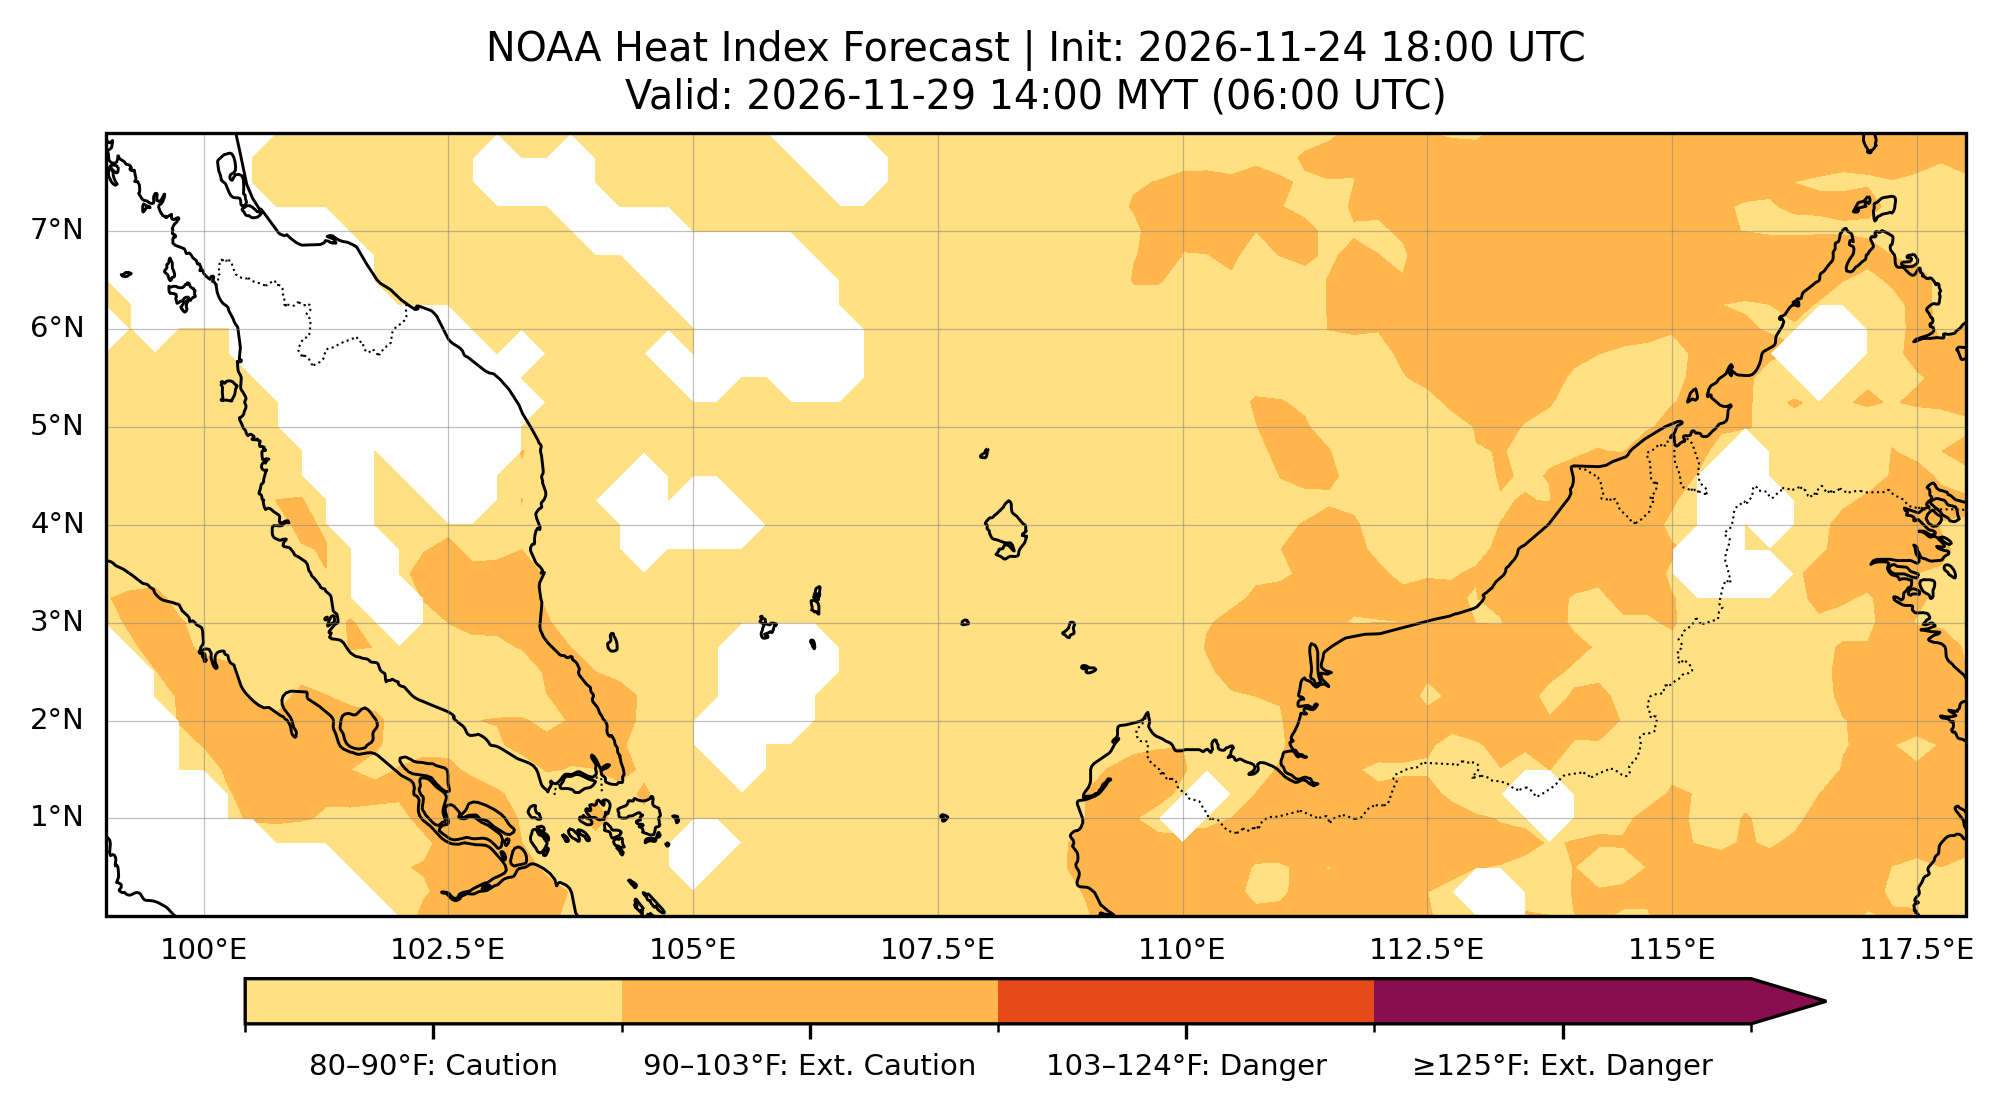 NOAA Heat Index Forecast | Init: 2026-11-24 18:00 UTC
Valid: 2026-11-29 14:00 MYT (06:00 UTC)
7°N
6°N
5°N
4°N
3°N
2°N
1°N
100°E 102.5°E 105°E 107.5°E 110°E 112.5°E 115°E 117.5°E
80–90°F: Caution 90–103°F: Ext. Caution 103–124°F: Danger ≥125°F: Ext. Danger